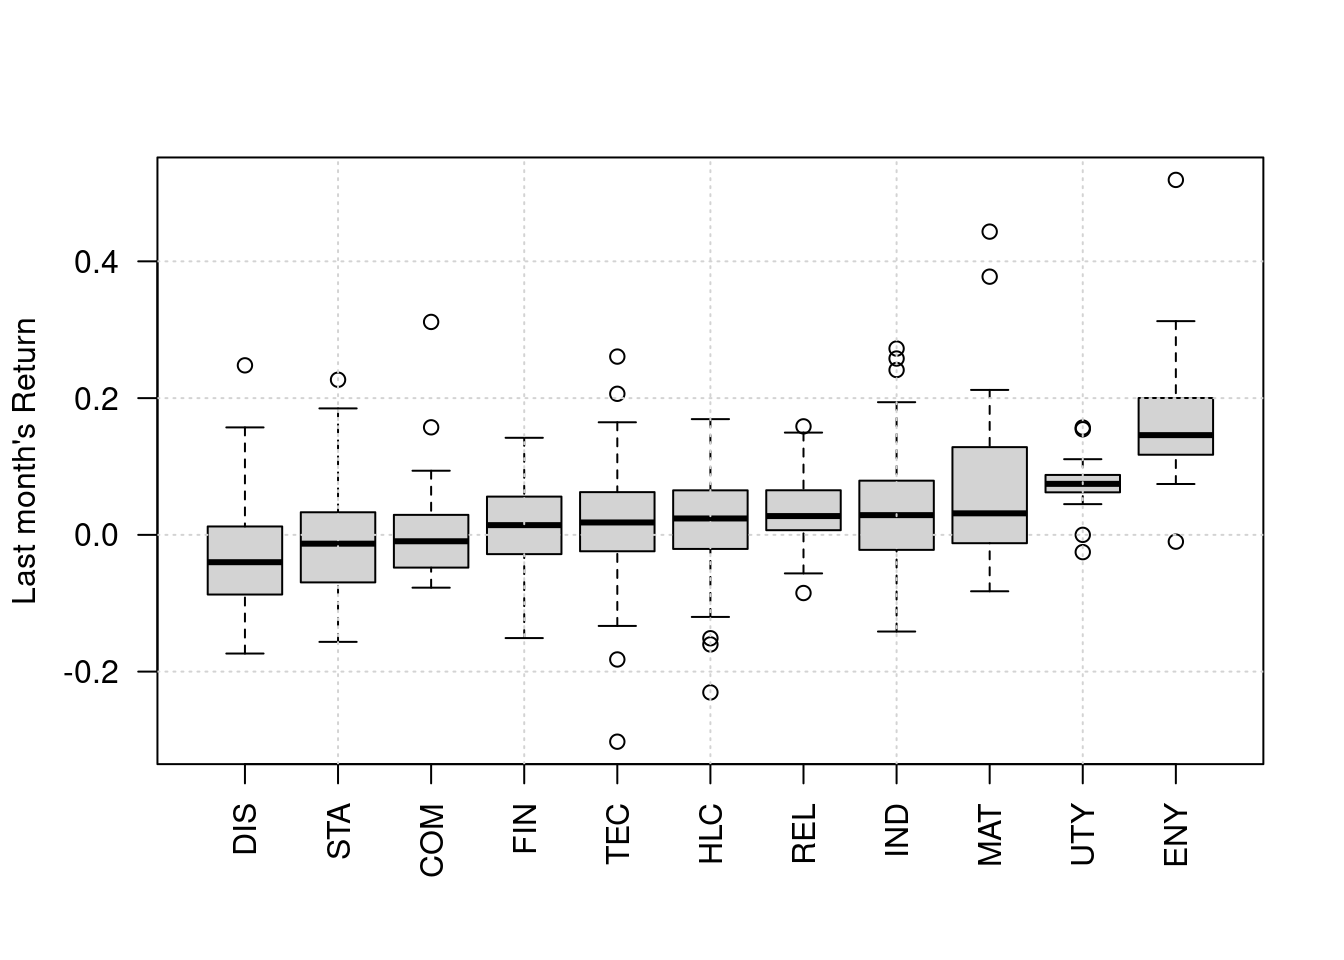 Last month's Return
0.4
0.2
0.0
-0.2
DIS
STA
COM
FIN
TEC
HLC
REL
IND
MAT
UTY
ENY